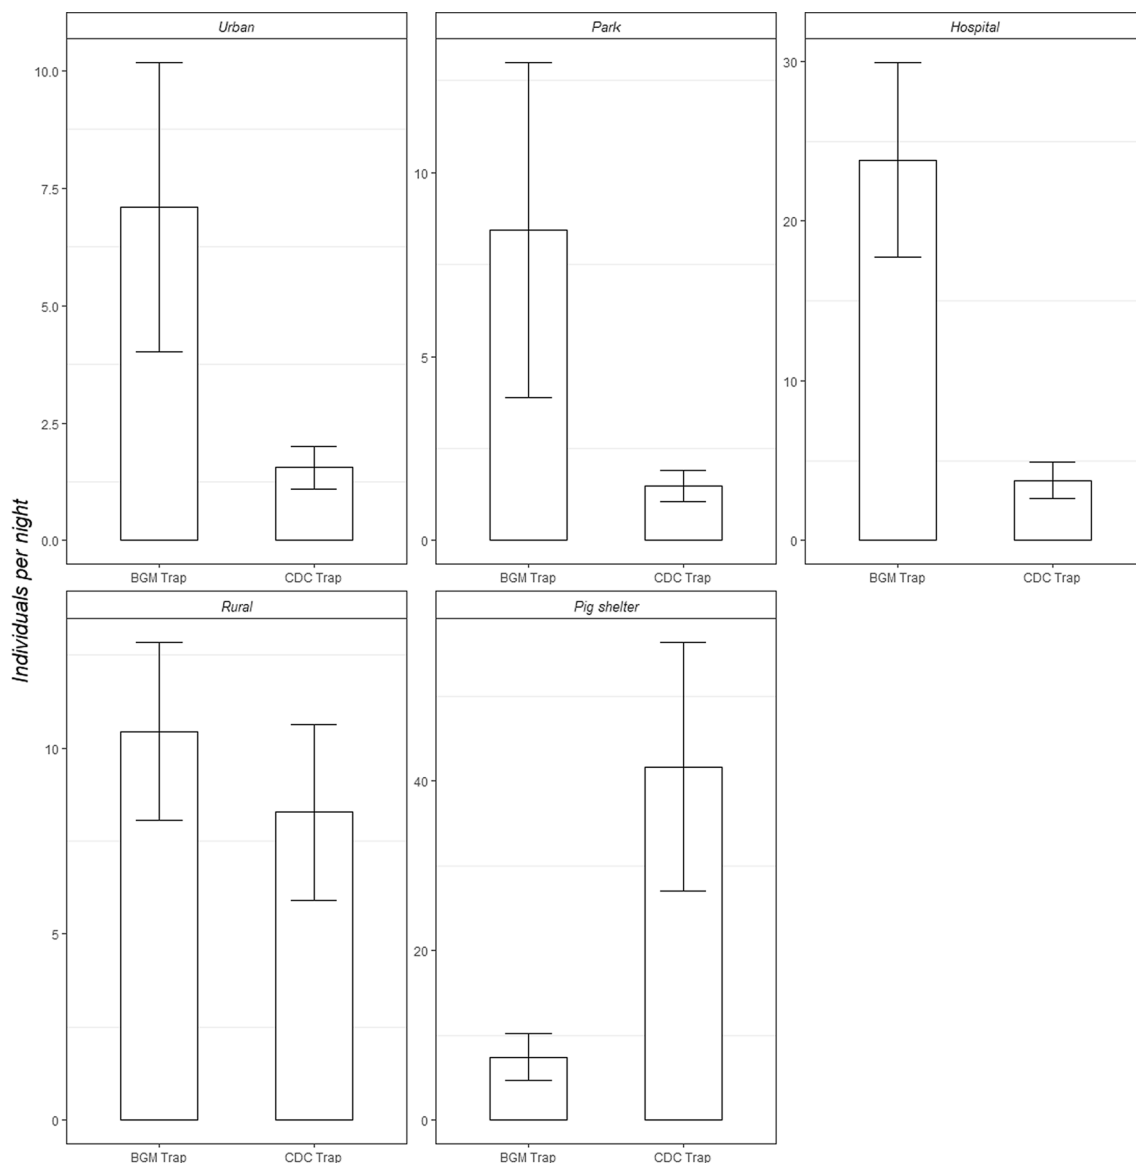 Urban
Park
Hospital
10.0
7.5
5.0
2.5
0.0
10
5
0
30
20
10
0
BGM Trap
CDC Trap
BGM Trap
CDC Trap
BGM Trap
CDC Trap
Individuals per night
Rural
Pig shelter
10
5
0
40
20
0
BGM Trap
CDC Trap
BGM Trap
CDC Trap